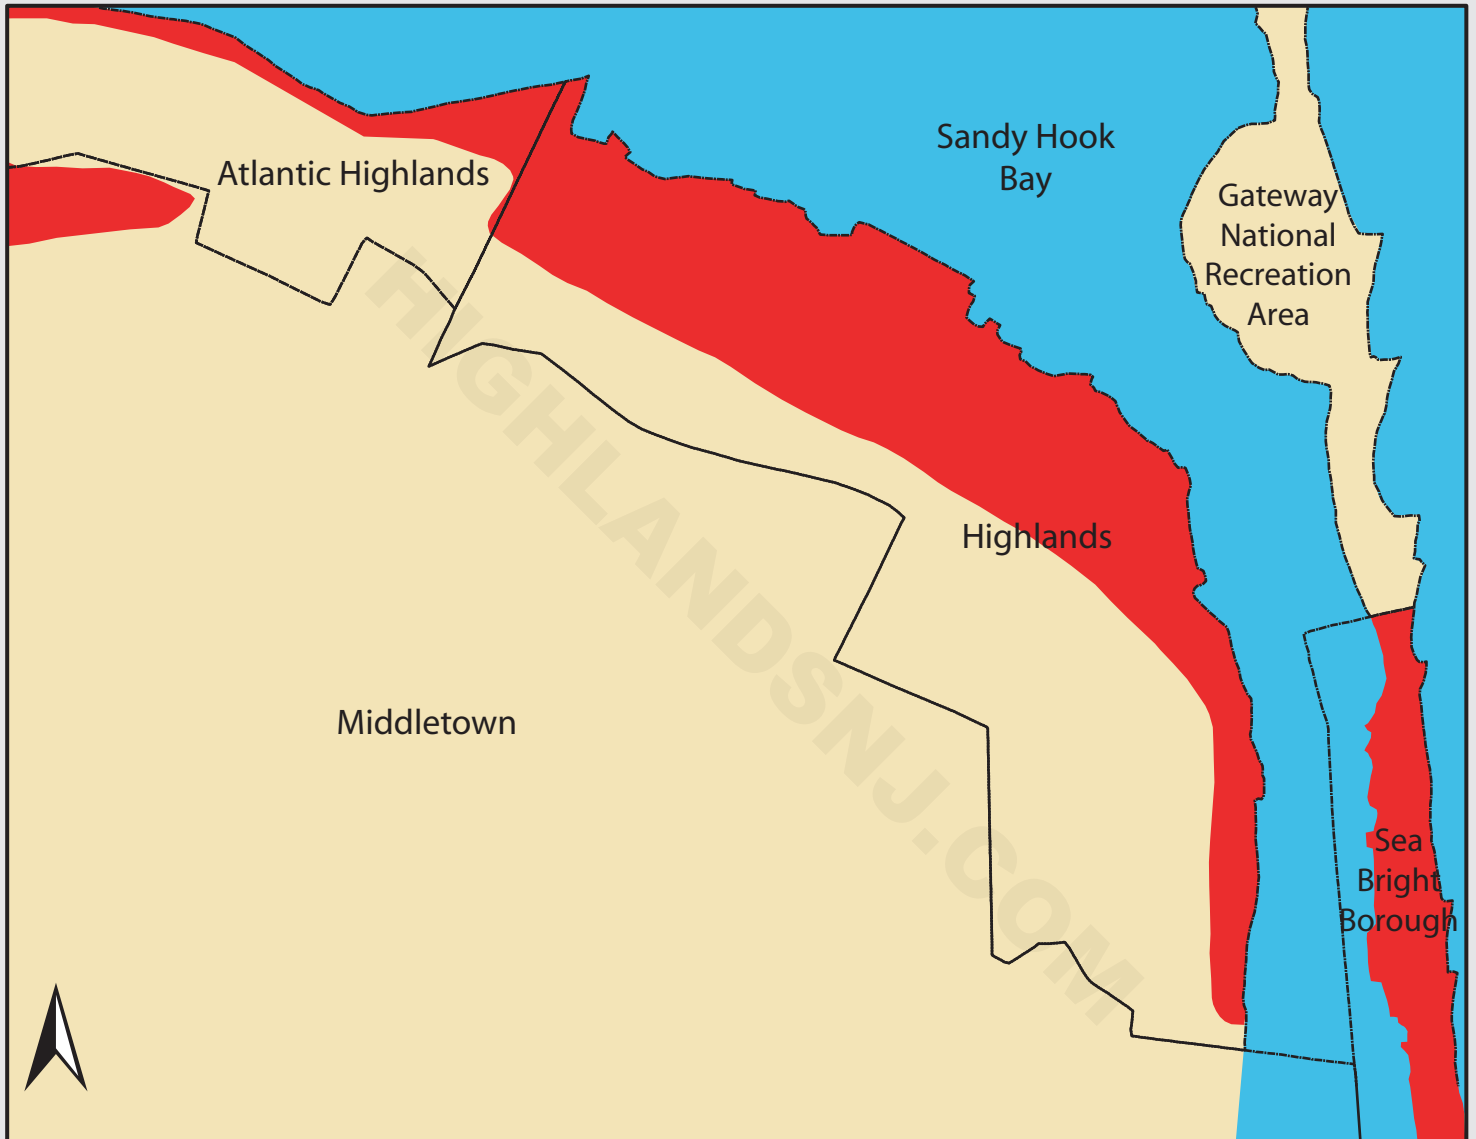 Sandy Hook
Bay
Atlantic Highlands
Gateway
National
Recreation
Area
HIGHLANDSNJ.COM
Highlands
Middletown
Sea
Bright
Borough